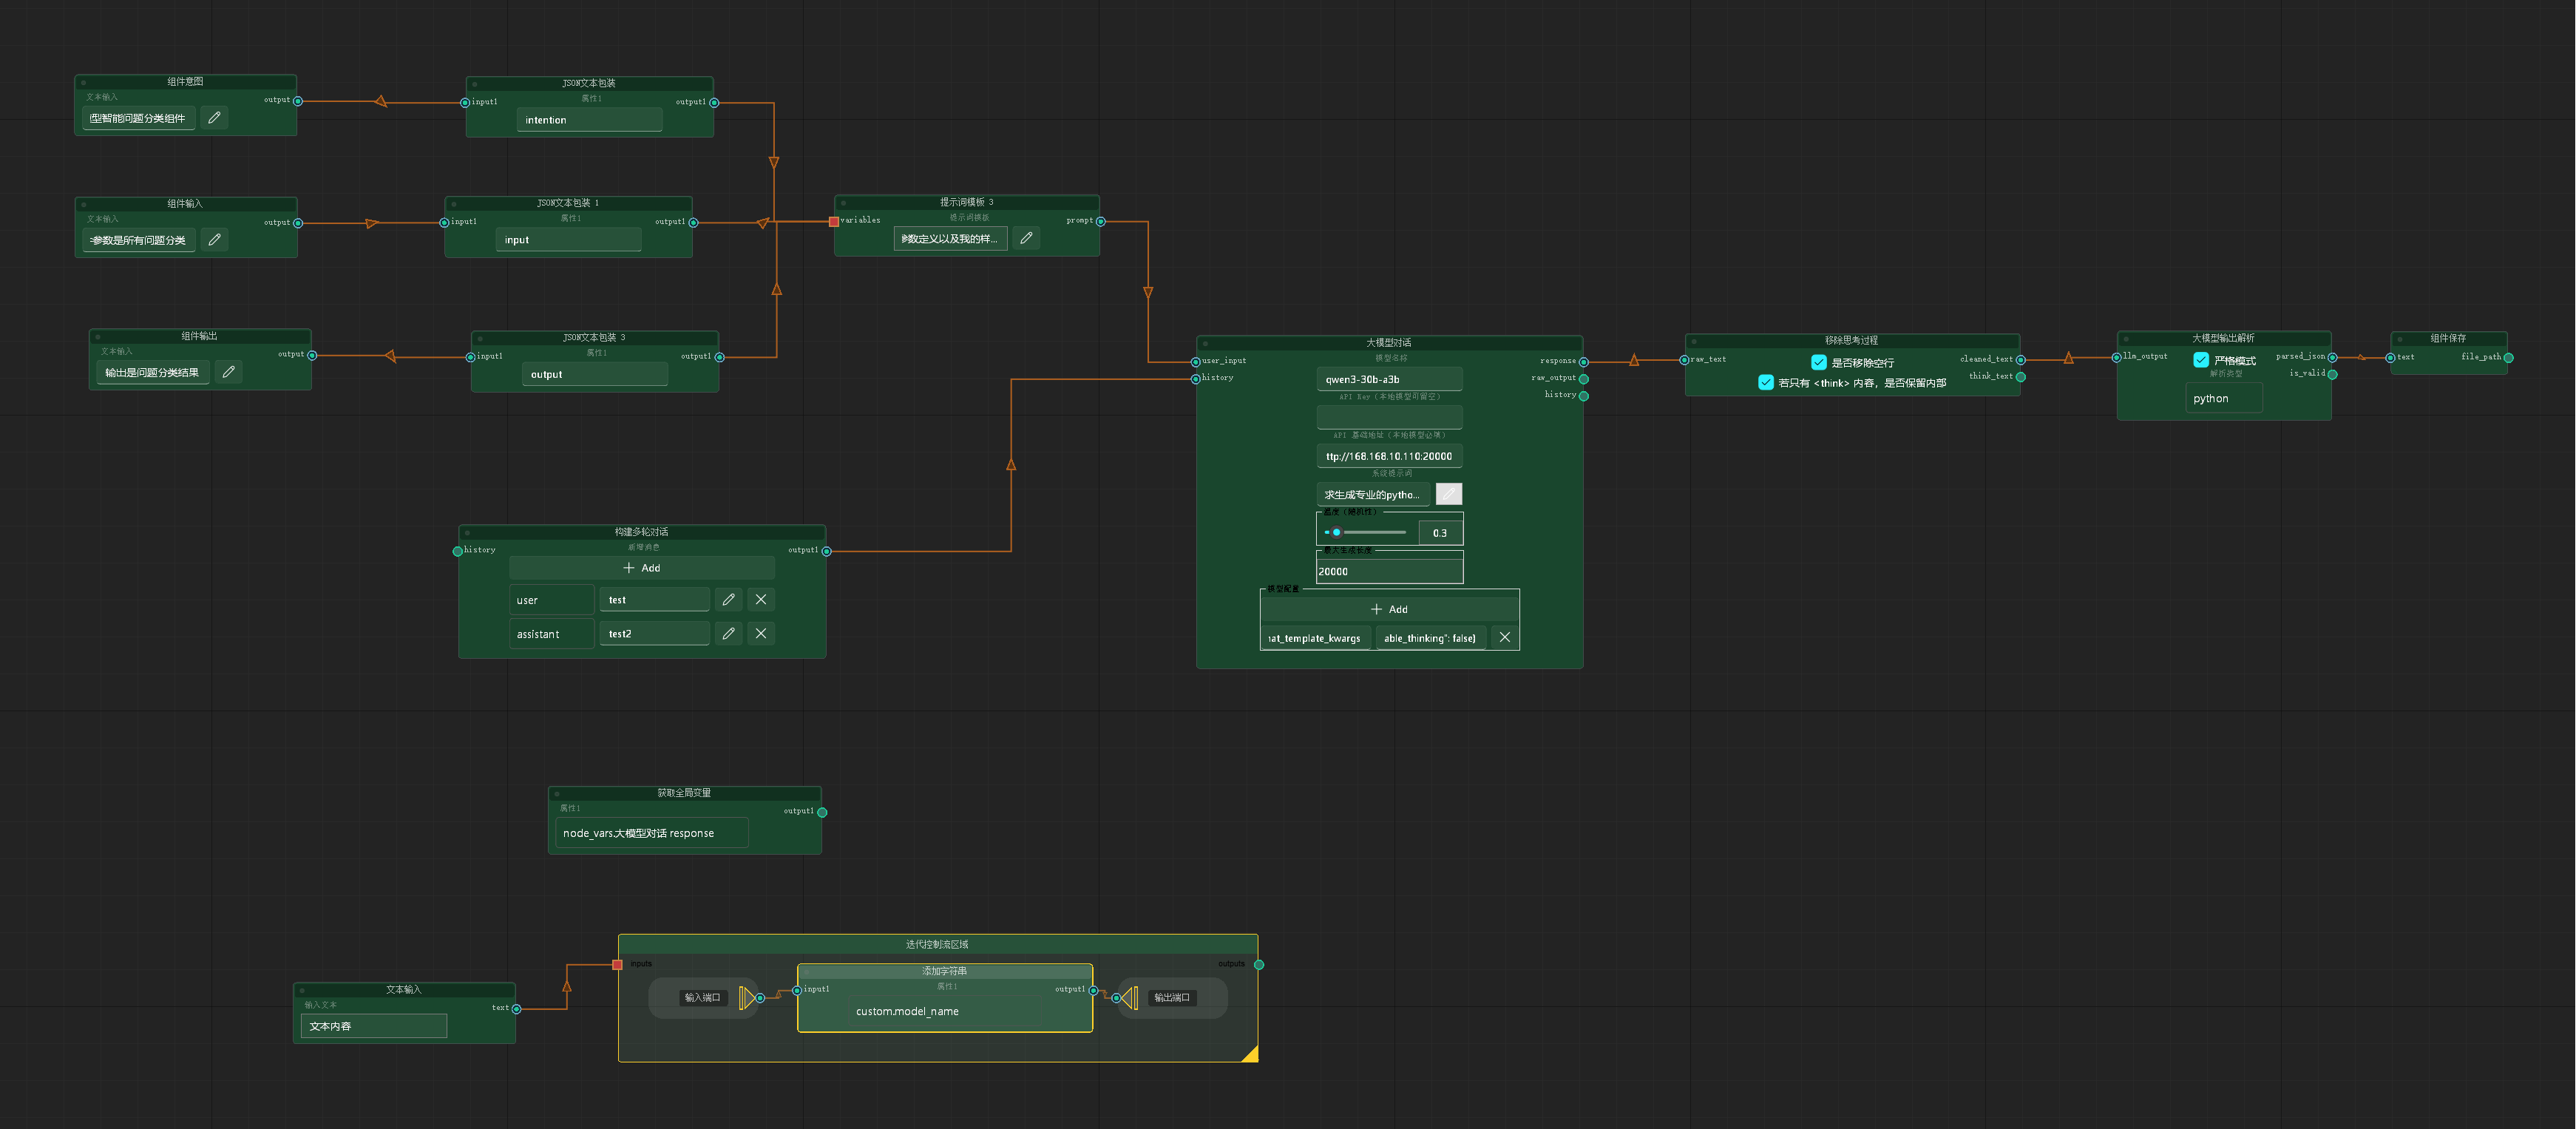 组件意图
文本输入
output
型智能问题分类组件
JSON文本包装
属性1
input1
output1
intention
组件输入
文本输入
output
参数是所有问题分类
JSON文本包装 1
属性1
input1
output1
input
提示词模板 3
提示词模板
variables
prompt
参数定义以及我的样...
组件输出
文本输入
output
输出是问题分类结果
JSON文本包装 3
属性1
input1
output1
output
大模型对话
模型名称
user_input
response
history
raw_output
history
qwen3-30b-a3b
API Key（本地模型可留空）
API 基础地址（本地模型必填）
ttp://168.168.10.110:20000
系统提示词
求生成专业的pytho...
温度（随机性）
0.3
最大生成长度
20000
模型配置
Add
at_template_kwargs
able_thinking": false}
移除思考过程
raw_text
cleaned_text
think_text
是否移除空行
若只有 <think> 内容，是否保留内部
大模型输出解析
llm_output
parsed_json
is_valid
严格模式
解析类型
python
组件保存
text
file_path
构建多轮对话
新增消息
history
output1
Add
user
test
assistant
test2
获取全局变量
属性1
output1
node_vars.大模型对话 response
迭代控制流区域
inputs
outputs
输入端口
添加字符串
属性1
input1
output1
custom.model_name
输出端口
文本输入
输入文本
text
文本内容